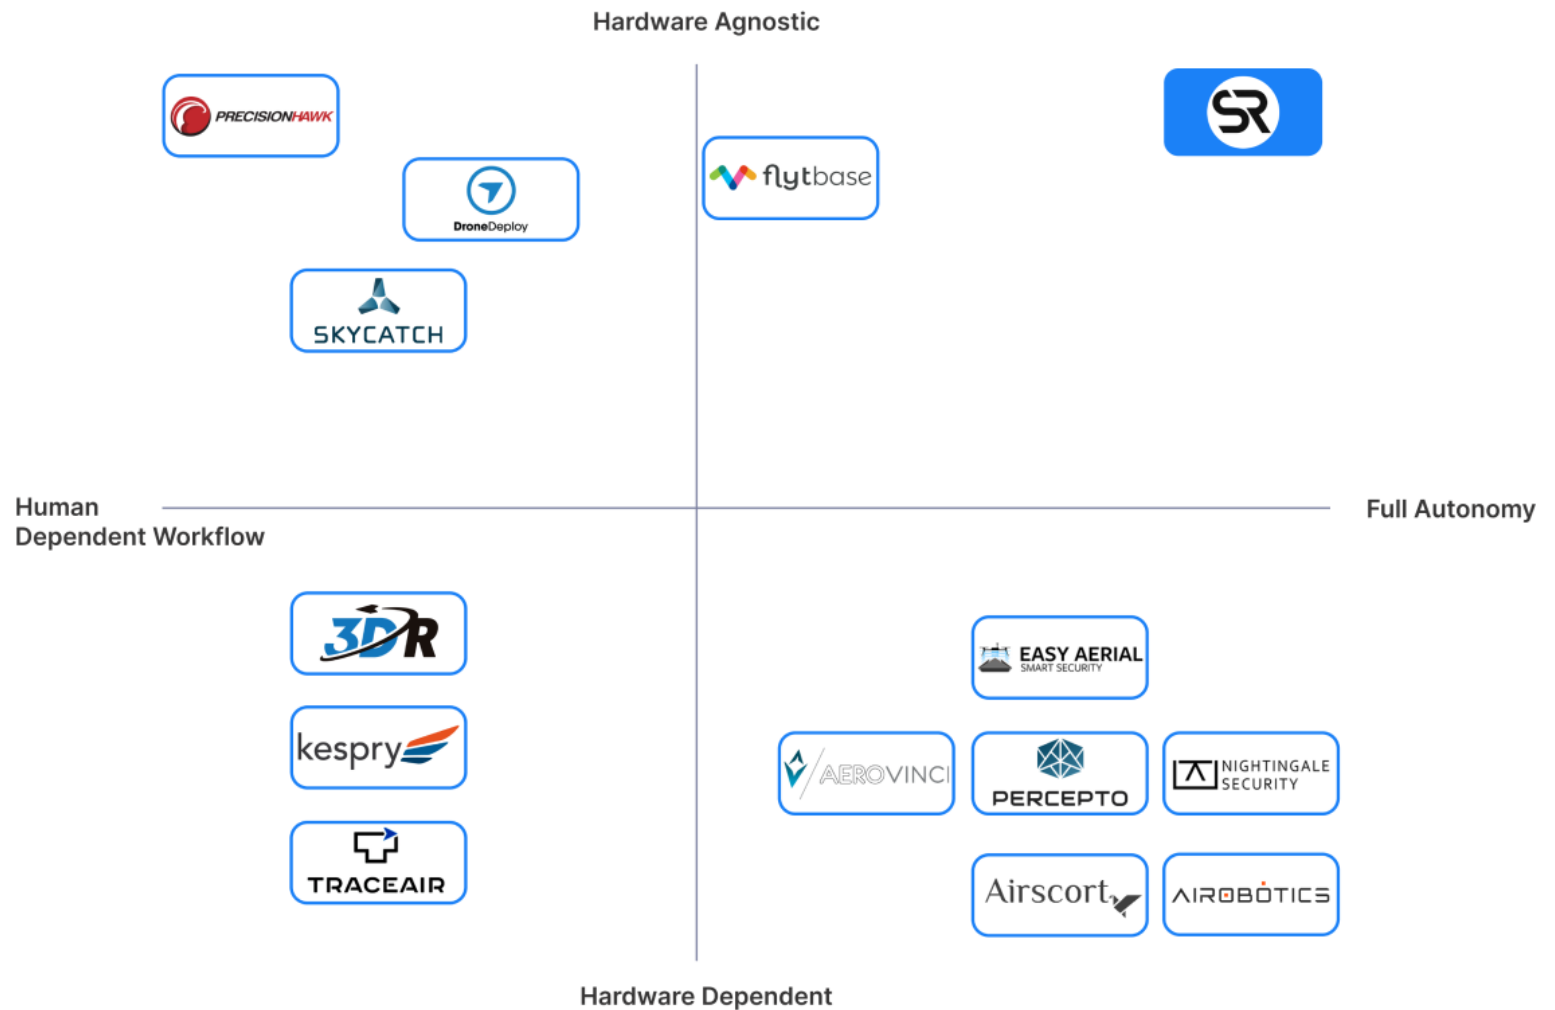 Hardware Agnostic
PRECISIONHAWK
SR
flytbase
DroneDeploy
SKYCATCH
Human
Dependent Workflow
Full Autonomy
3DR
EASY AERIAL
SMART SECURITY
kespry
AEROVINCI
PERCEPTO
NIGHTINGALE
SECURITY
TRACEAIR
Airscort
AIROBOTICS
Hardware Dependent